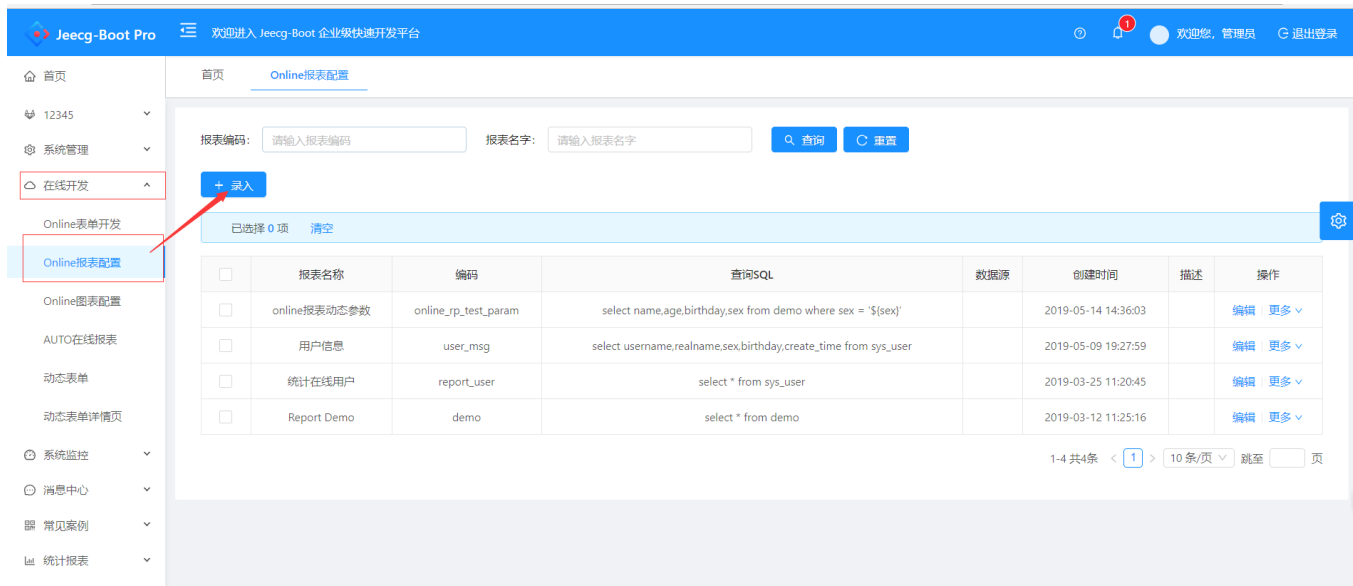 Jeecg-Boot Pro
欢迎进入 Jeecg-Boot 企业级快速开发平台
1
欢迎您，管理员
退出登录
首页
12345
系统管理
在线开发
Online表单开发
Online报表配置
Online图表配置
AUTO在线报表
动态表单
动态表单详情页
系统监控
消息中心
常见案例
统计报表
首页 Online报表配置
报表编码： 请输入报表编码 报表名字： 请输入报表名字 查询 重置
+ 录入
已选择 0 项 清空
报表名称 编码 查询SQL 数据源 创建时间 描述 操作
online报表动态参数 online_rp_test_param select name,age,birthday,sex from demo where sex = '${sex}' 2019-05-14 14:36:03 编辑 更多
用户信息 user_msg select username,realname,sex,birthday,create_time from sys_user 2019-05-09 19:27:59 编辑 更多
统计在线用户 report_user select * from sys_user 2019-03-25 11:20:45 编辑 更多
Report Demo demo select * from demo 2019-03-12 11:25:16 编辑 更多
1-4 共4条 < 1 > 10 条/页 跳至 页